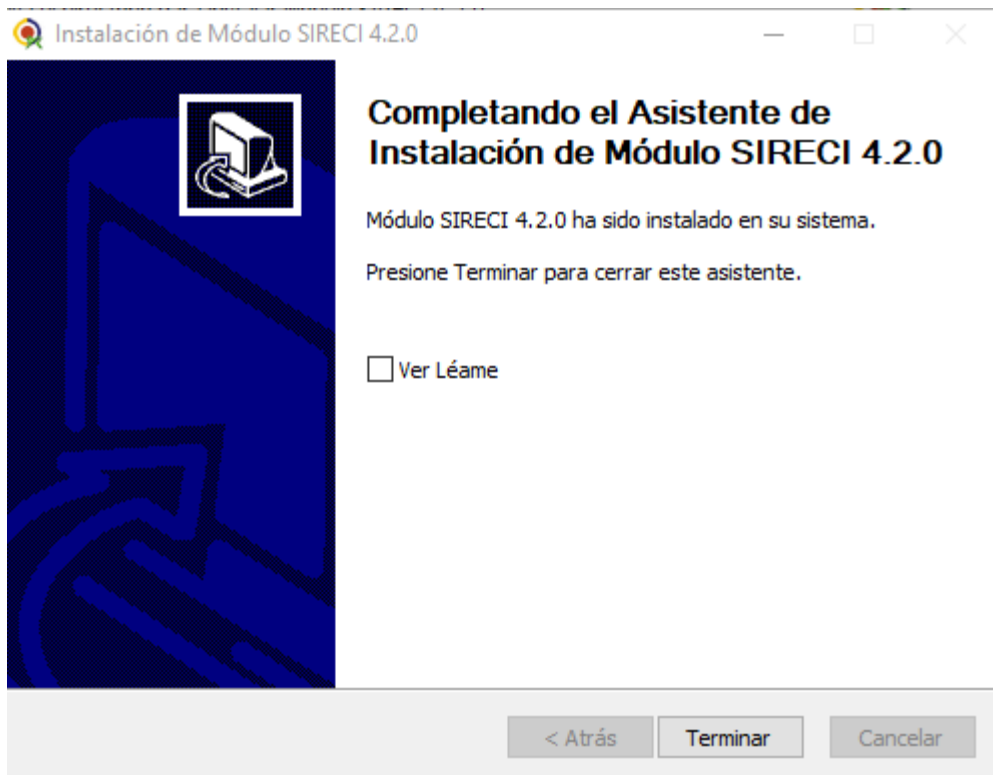 Instalación de Módulo SIRECI 4.2.0
Completando el Asistente de
Instalación de Módulo SIRECI 4.2.0
Módulo SIRECI 4.2.0 ha sido instalado en su sistema.
Presione Terminar para cerrar este asistente.
Ver Léame
< Atrás
Terminar
Cancelar